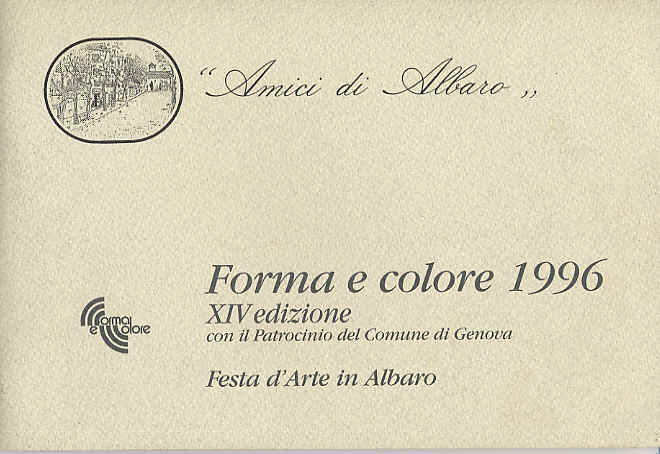 “Amici di Albaro„
Forma e colore 1996
XIV edizione
con il Patrocinio del Comune di Genova
forma
e colore
Festa d'Arte in Albaro